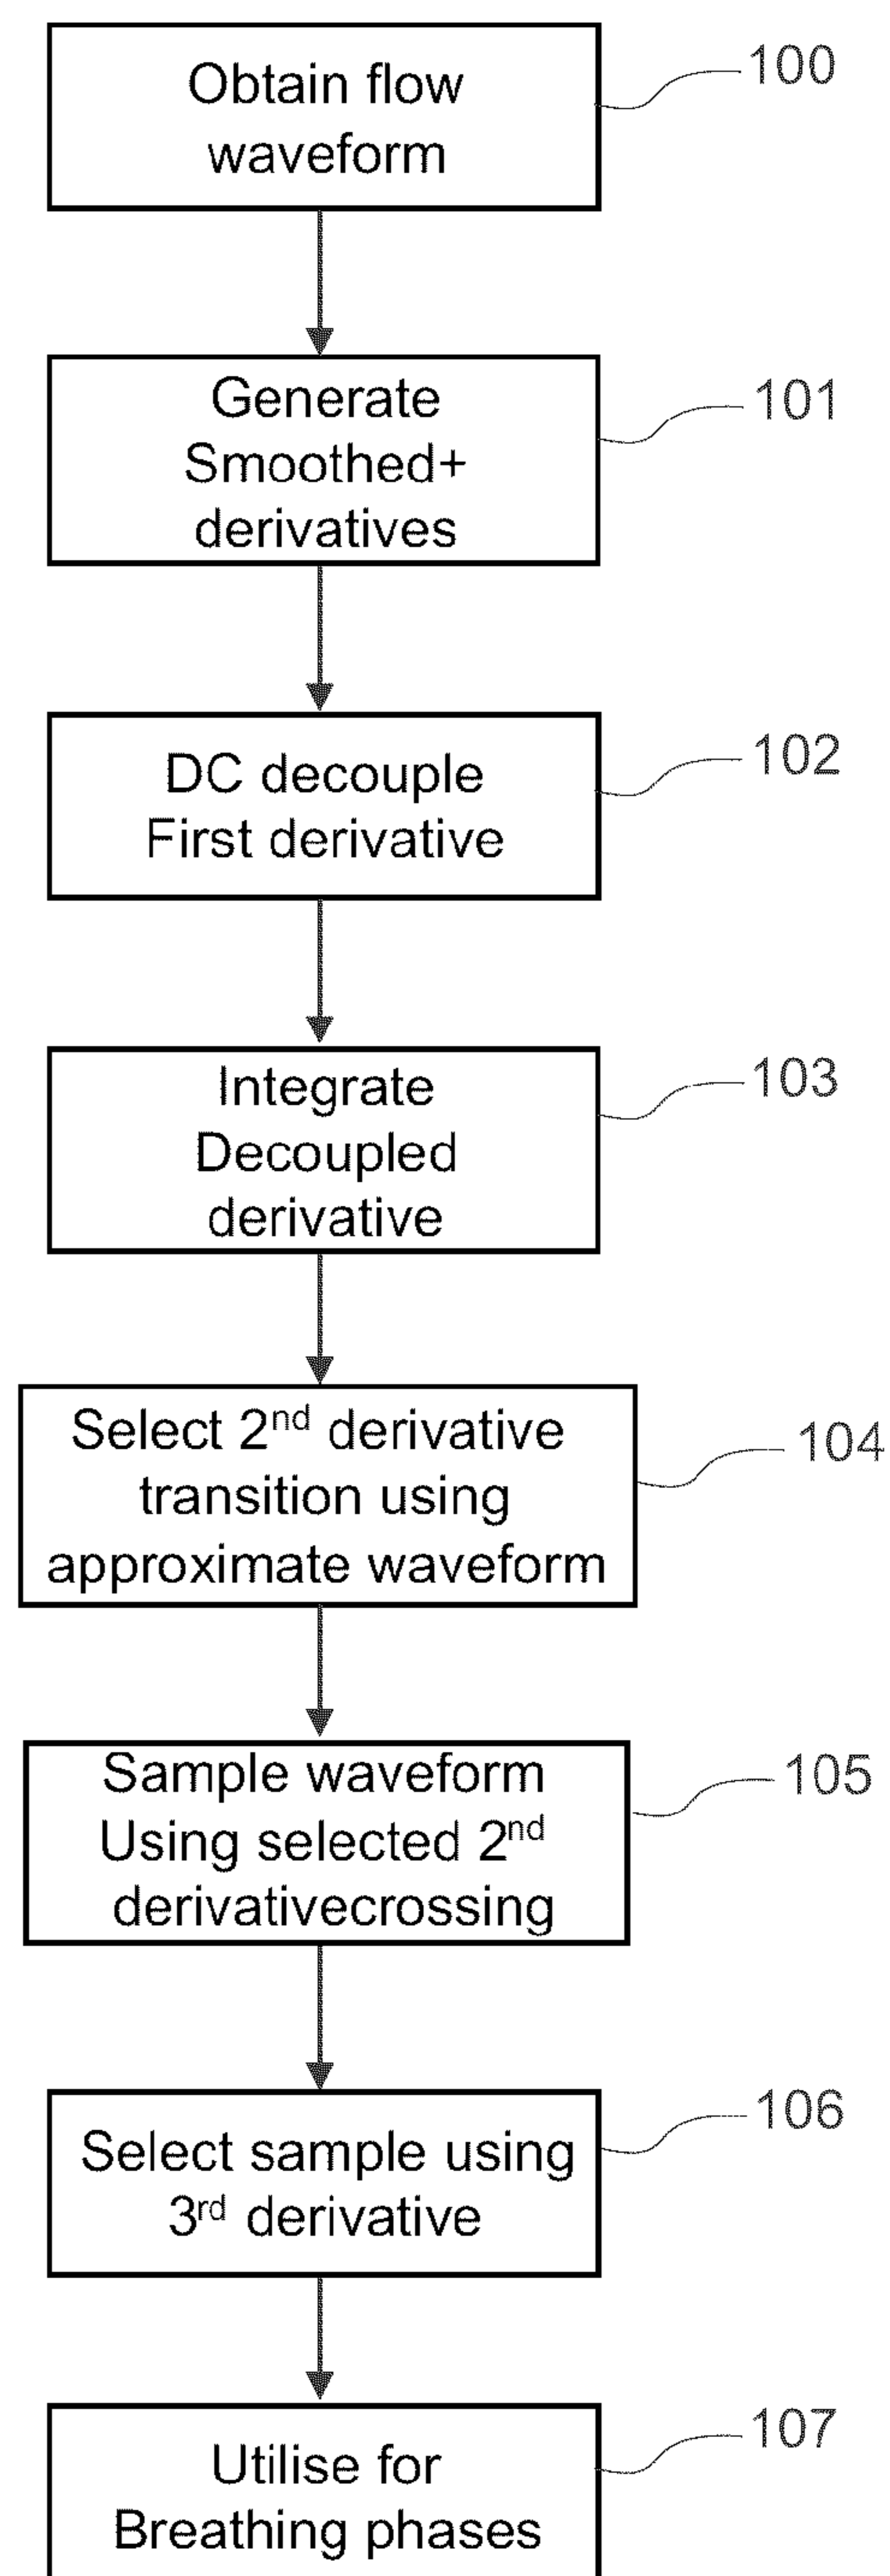 Obtain flow
waveform
100
Generate
Smoothed+
derivatives
101
DC decouple
First derivative
102
Integrate
Decoupled
derivative
103
Select 2nd derivative
transition using
approximate waveform
104
Sample waveform
Using selected 2nd
derivativecrossing
105
Select sample using
3rd derivative
106
Utilise for
Breathing phases
107